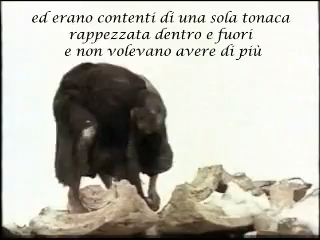 ed erano contenti di una sola tonaca
rappezzata dentro e fuori
e non volevano avere di più